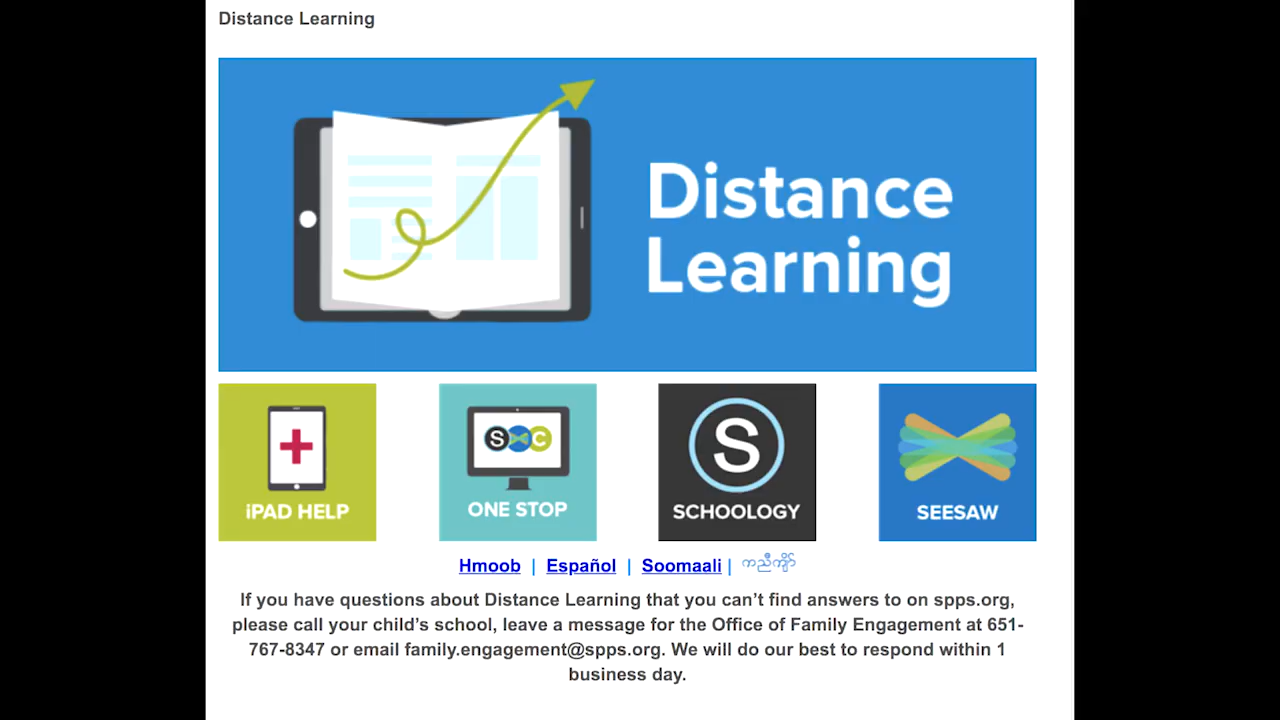 Distance Learning
Distance
Learning
iPAD HELP
S C
ONE STOP
S
SCHOOLOGY
SEESAW
Hmoob | Español | Soomaali | ကညီကျိာ်
If you have questions about Distance Learning that you can’t find answers to on spps.org,
please call your child’s school, leave a message for the Office of Family Engagement at 651-
767-8347 or email family.engagement@spps.org. We will do our best to respond within 1
business day.